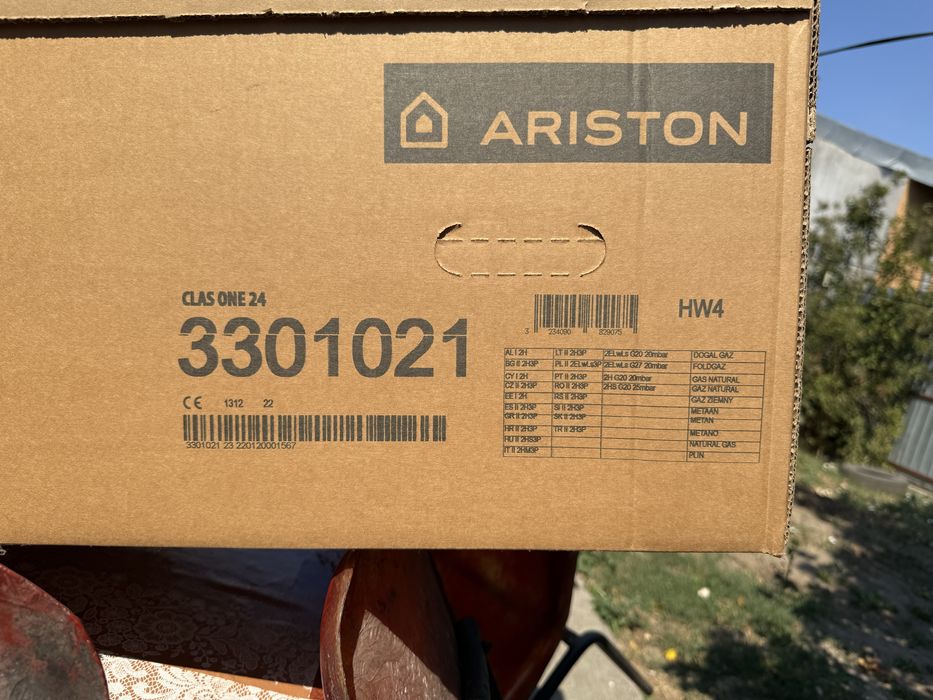 ARISTON
CLAS ONE 24
3301021
CE 1312 22
3301021 23 220120001567
3 234090 829075
HW4
AL I 2H LT II 2H3P 2ELwLs G20 20mbar DOGAL GAZ
BG II 2H3P PL II 2ELwLs3P 2ELwLs G27 20mbar FOLDGAZ
CY I 2H PT II 2H3P 2H G20 20mbar GAS NATURAL
CZ II 2H3P RO II 2H3P 2HS G20 25mbar GAZ NATURAL
EE I 2H RS II 2H3P GAZ ZIEMNY
ES II 2H3P SI II 2H3P METAAN
GR II 2H3P SK II 2H3P METAN
HR II 2H3P TR II 2H3P METANO
HU II 2HS3P NATURAL GAS
IT II 2HM3P PLIN